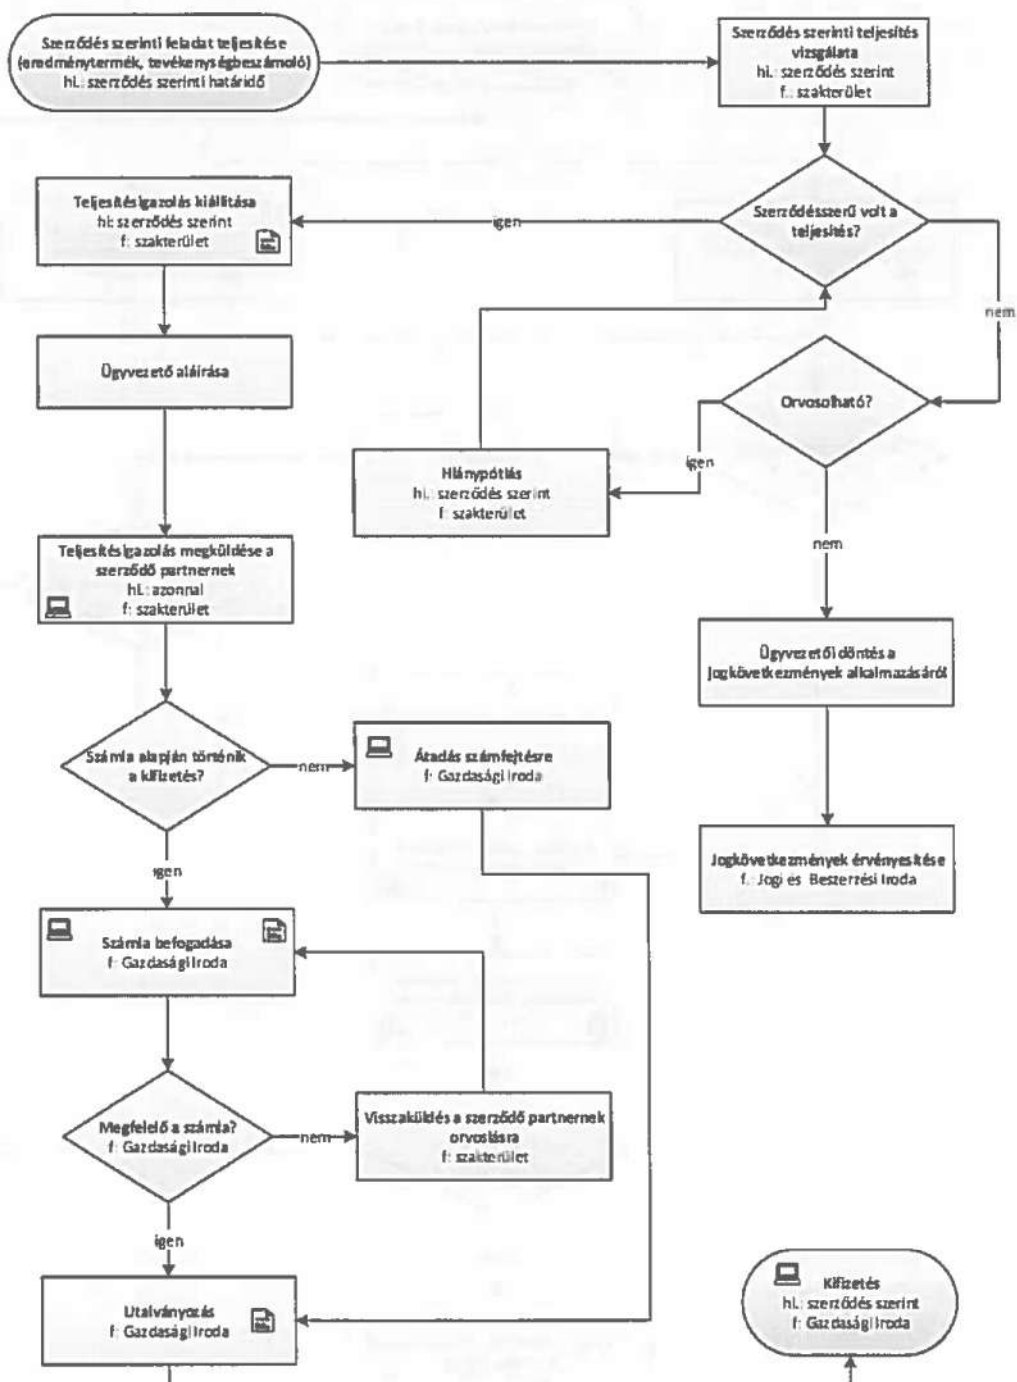 Szerződés szerinti feladat teljesítése
(eredménytermék, tevékenységbeszámoló)
hi.: szerződés szerinti határidő
Szerződés szerinti teljesítés
vizsgálata
hi.: szerződés szerint
f.: szakterület
Teljesítésigazolás kiállítása
hi: szerződés szerint
f: szakterület
igen
Szerződésszerű volt a
teljesítés?
nem
Ügyvezető aláírása
Orvosolható?
igen
Hiánypótlás
hi.: szerződés szerint
f: szakterület
nem
Teljesítésigazolás megküldése a
szerződő partnernek
hi.: azonnal
f: szakterület
Ügyvezetői döntés a
jogkövetkezmények alkalmazásáról
Számla alapján történik
a kifizetés?
nem
Átadás számfejtésre
f: Gazdasági Iroda
igen
Jogkövetkezmények érvényesítése
f.: Jogi és Beszerzési Iroda
Számla befogadása
f: Gazdasági Iroda
Megfelelő a számla?
f: Gazdasági Iroda
nem
Visszaküldés a szerződő partnernek
orvoslásra
f: szakterület
igen
Utalványozás
f: Gazdasági Iroda
Kifizetés
hi.: szerződés szerint
f: Gazdasági Iroda